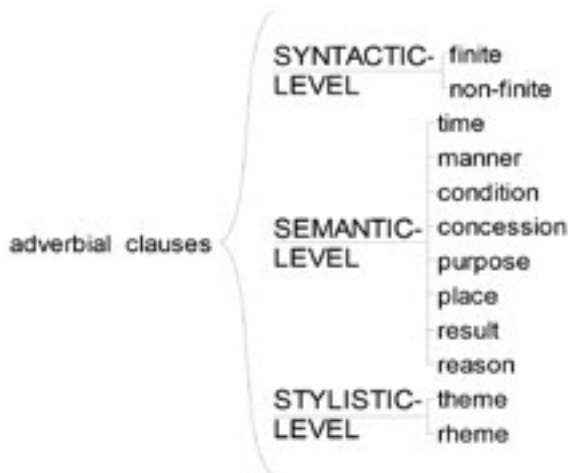 adverbial clauses
SYNTACTIC-
LEVEL
finite
non-finite
SEMANTIC-
LEVEL
time
manner
condition
concession
purpose
place
result
reason
STYLISTIC-
LEVEL
theme
rheme